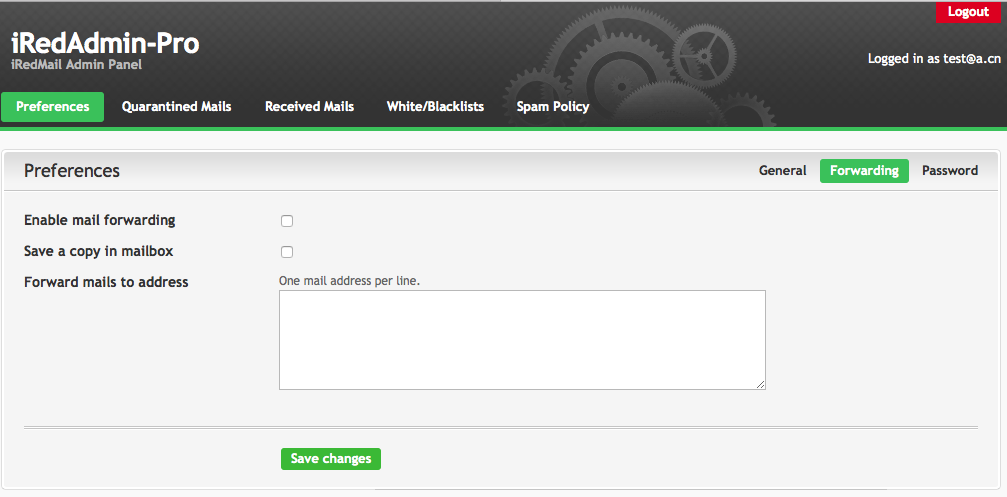 Logout
iRedAdmin-Pro
iRedMail Admin Panel
Logged in as test@a.cn
Preferences Quarantined Mails Received Mails White/Blacklists Spam Policy
Preferences General Forwarding Password
Enable mail forwarding
Save a copy in mailbox
Forward mails to address One mail address per line.
Save changes